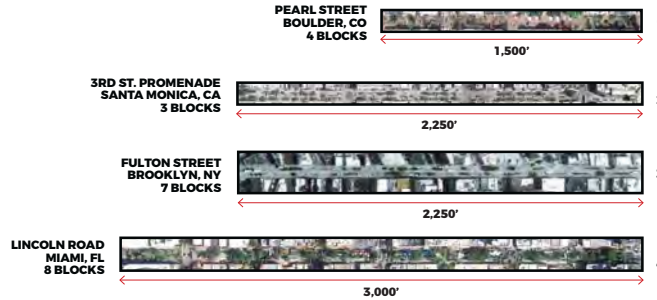 PEARL STREET
BOULDER, CO
4 BLOCKS
1,500’
3RD ST. PROMENADE
SANTA MONICA, CA
3 BLOCKS
2,250’
FULTON STREET
BROOKLYN, NY
7 BLOCKS
2,250’
LINCOLN ROAD
MIAMI, FL
8 BLOCKS
3,000’